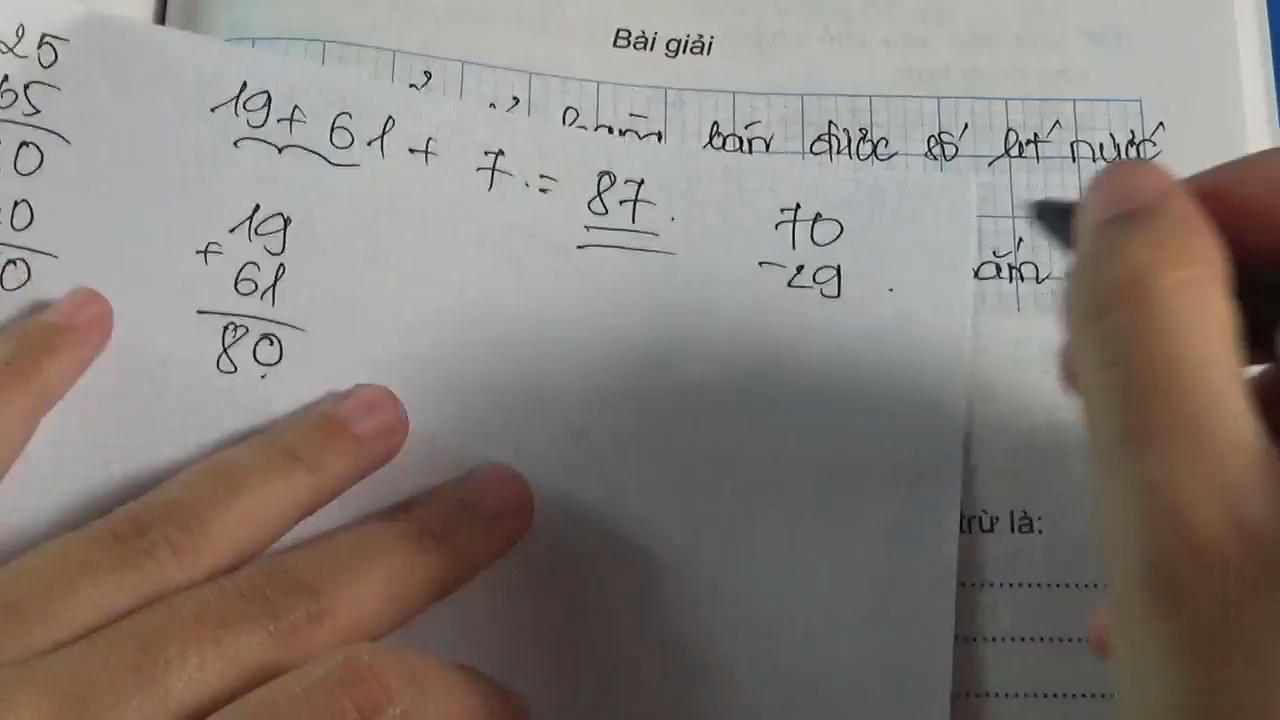 Bài giải
25
65
0
0
0
19 + 61 + 7 = 87.
bán được số lít nước
19
+
61
80
70
- 29
ắm
trừ là: